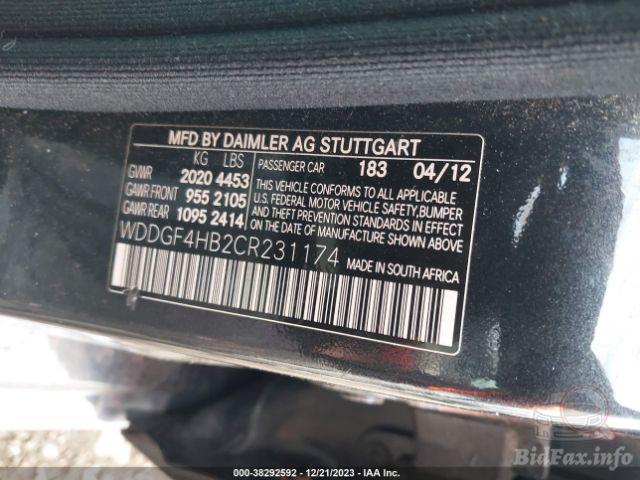 MFD BY DAIMLER AG STUTTGART
KG LBS
GVWR 2020 4453
GAWR FRONT 955 2105
GAWR REAR 1095 2414
PASSENGER CAR 183 04/12
THIS VEHICLE CONFORMS TO ALL APPLICABLE
U.S. FEDERAL MOTOR VEHICLE SAFETY, BUMPER
AND THEFT PREVENTION STANDARDS IN EFFECT
ON THE DATE OF MANUFACTURE SHOWN ABOVE.
WDDGF4HB2CR231174
MADE IN SOUTH AFRICA
BidFax.info
000-38292592 - 12/21/2023 - IAA Inc.